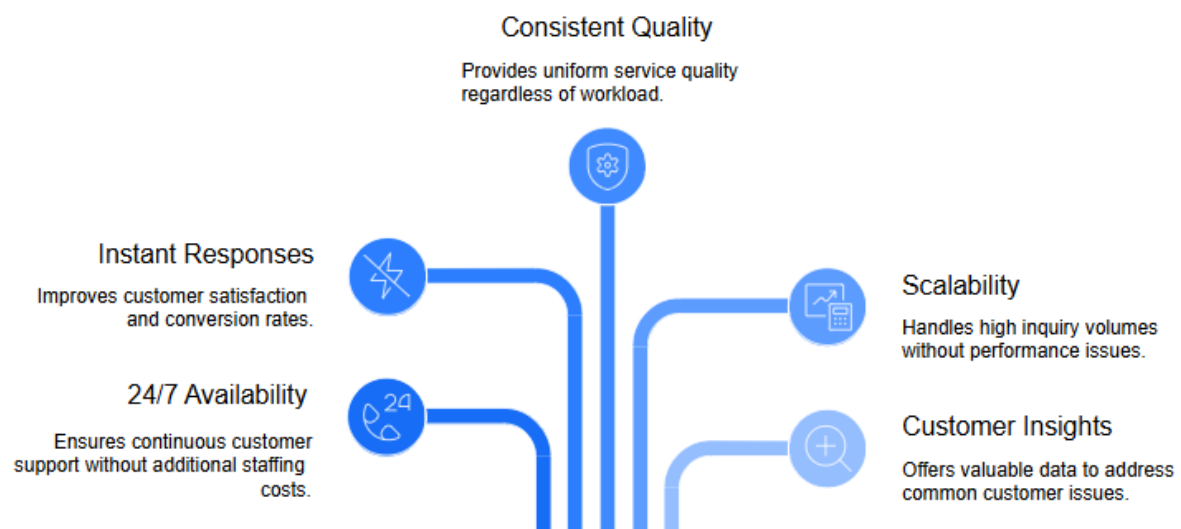 Consistent Quality
Provides uniform service quality
regardless of workload.
Instant Responses
Improves customer satisfaction
and conversion rates.
24/7 Availability
24
Ensures continuous customer
support without additional staffing
costs.
Scalability
Handles high inquiry volumes
without performance issues.
Customer Insights
Offers valuable data to address
common customer issues.